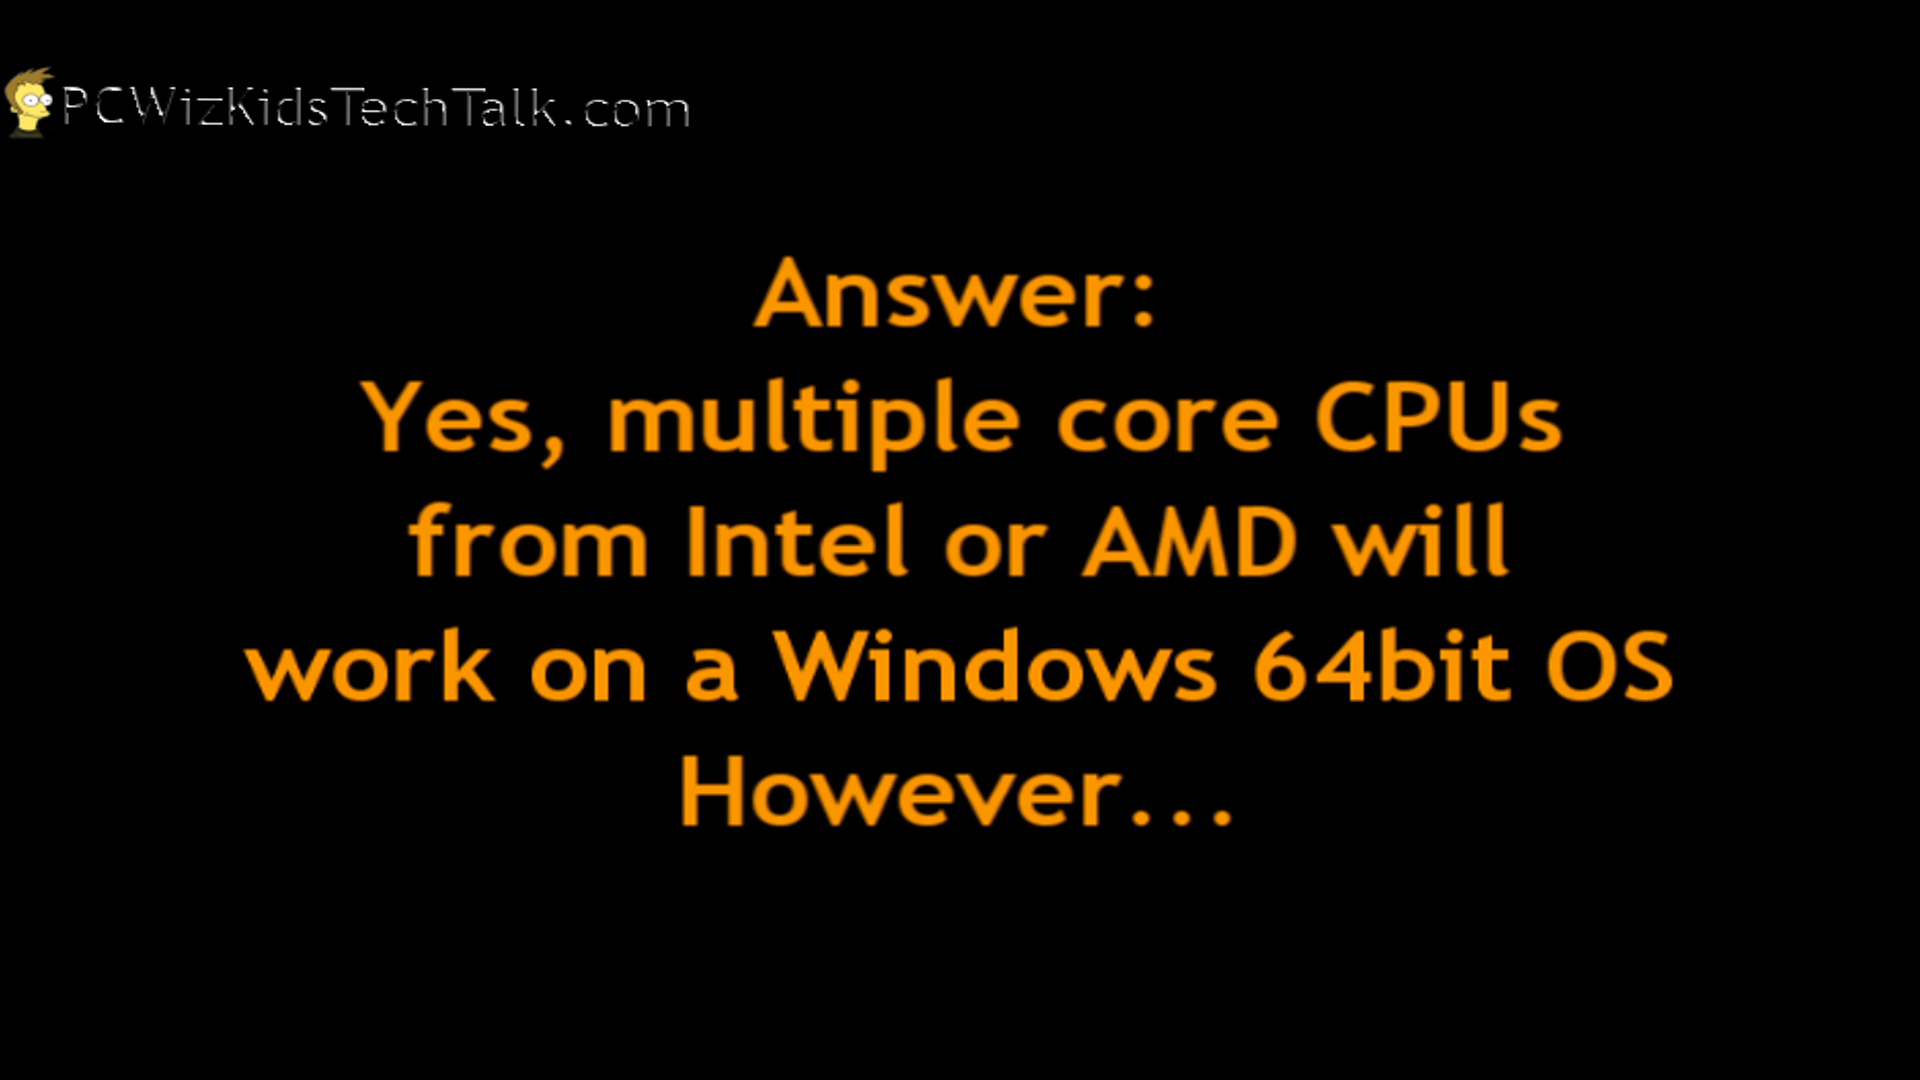 PCWizKidsTechTalk.com
Answer:
Yes, multiple core CPUs
from Intel or AMD will
work on a Windows 64bit OS
However...